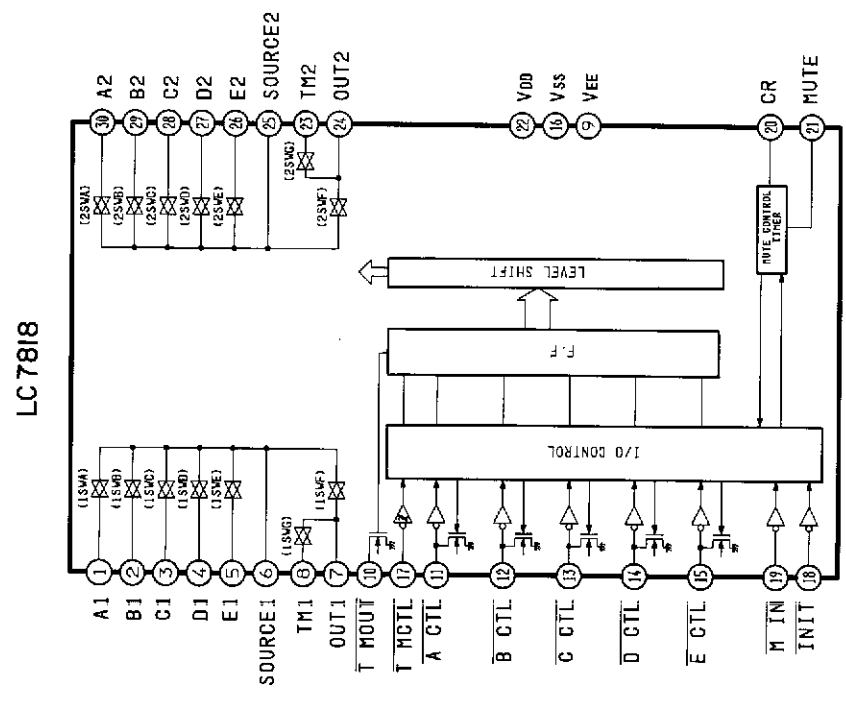 LC7818
A2
B2
C2
D2
E2
SOURCE2
TM2
OUT2
VDD
VSS
VEE
CR
MUTE
30
29
28
27
26
25
23
24
22
16
9
20
21
(2SWA)
(2SWB)
(2SWC)
(2SWD)
(2SWE)
(2SWG)
(2SWF)
MUTE CONTROL
TIMER
LEVEL SHIFT
F.F
I/O CONTROL
(1SWA)
(1SWB)
(1SWC)
(1SWD)
(1SWE)
(1SWG)
(1SWF)
1
2
3
4
5
6
8
7
10
17
11
12
13
14
15
19
18
A1
B1
C1
D1
E1
SOURCE1
TM1
OUT1
T MOUT
T MCTL
A CTL
B CTL
C CTL
D CTL
E CTL
M IN
INIT